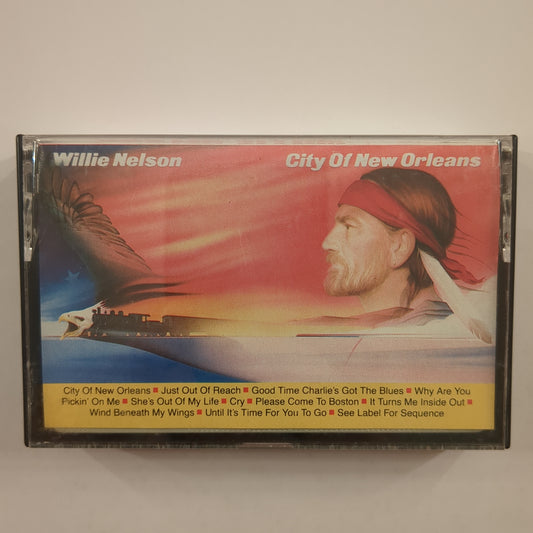 Willie Nelson City Of New Orleans
City Of New Orleans ■ Just Out Of Reach ■ Good Time Charlie's Got The Blues ■ Why Are You
Pickin' On Me ■ She's Out Of My Life ■ Cry ■ Please Come To Boston ■ It Turns Me Inside Out ■
Wind Beneath My Wings ■ Until It's Time For You To Go ■ See Label For Sequence